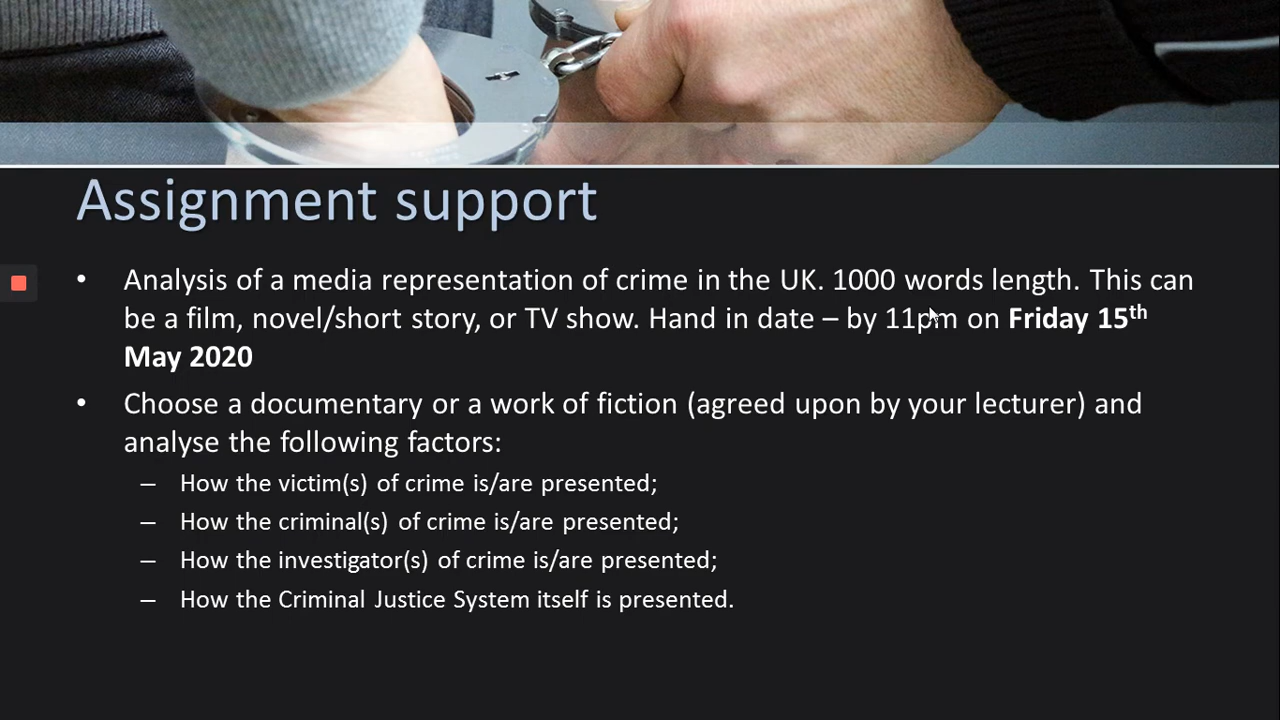 Assignment support
• Analysis of a media representation of crime in the UK. 1000 words length. This can
be a film, novel/short story, or TV show. Hand in date – by 11pm on Friday 15th
May 2020
• Choose a documentary or a work of fiction (agreed upon by your lecturer) and
analyse the following factors:
– How the victim(s) of crime is/are presented;
– How the criminal(s) of crime is/are presented;
– How the investigator(s) of crime is/are presented;
– How the Criminal Justice System itself is presented.